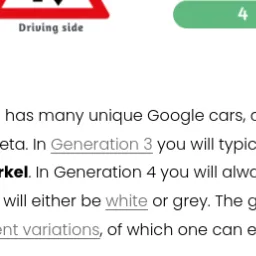 Driving side
4
has many unique Google cars,
eta. In Generation 3 you will typic
rkel. In Generation 4 you will alwa
will either be white or grey. The g
ent variations, of which one can e